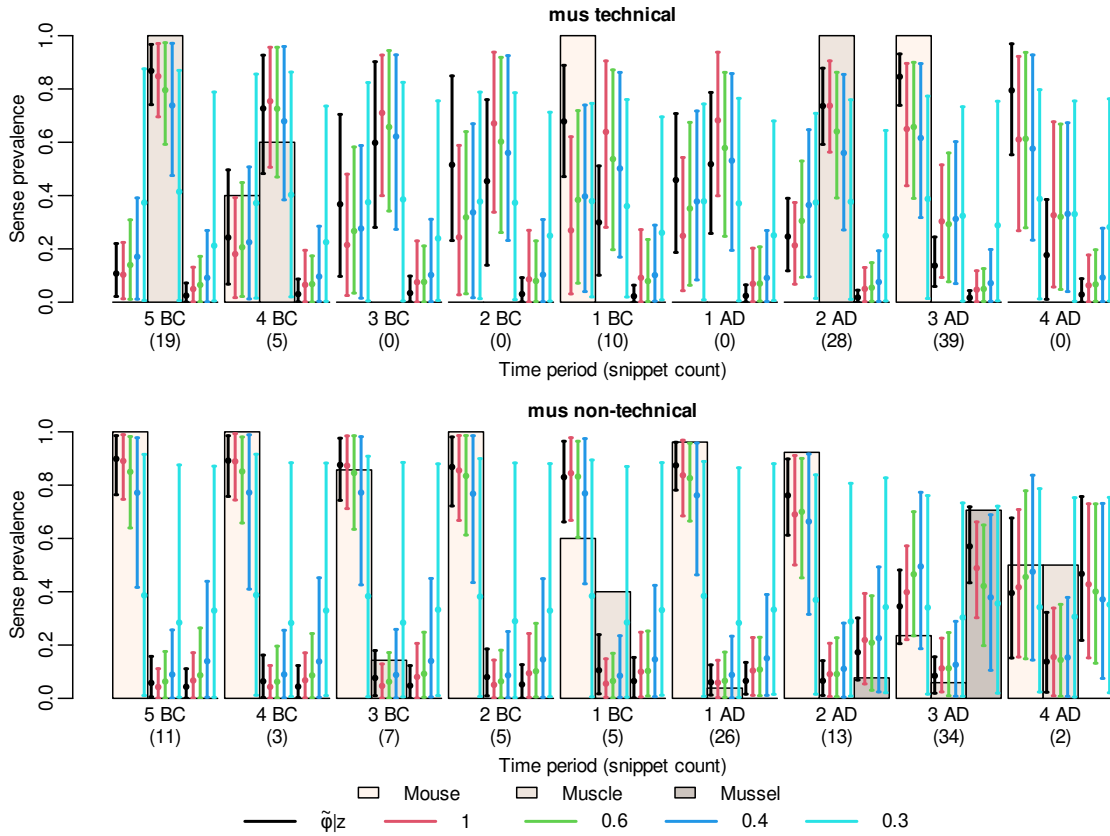 mus technical
Sense prevalence
0.0 0.2 0.4 0.6 0.8 1.0
5 BC 4 BC 3 BC 2 BC 1 BC 1 AD 2 AD 3 AD 4 AD
(19) (5) (0) (0) (10) (0) (28) (39) (0)
Time period (snippet count)
mus non-technical
Sense prevalence
0.0 0.2 0.4 0.6 0.8 1.0
5 BC 4 BC 3 BC 2 BC 1 BC 1 AD 2 AD 3 AD 4 AD
(11) (3) (7) (5) (5) (26) (13) (34) (2)
Time period (snippet count)
Mouse Muscle Mussel
φ̃|z 1 0.6 0.4 0.3